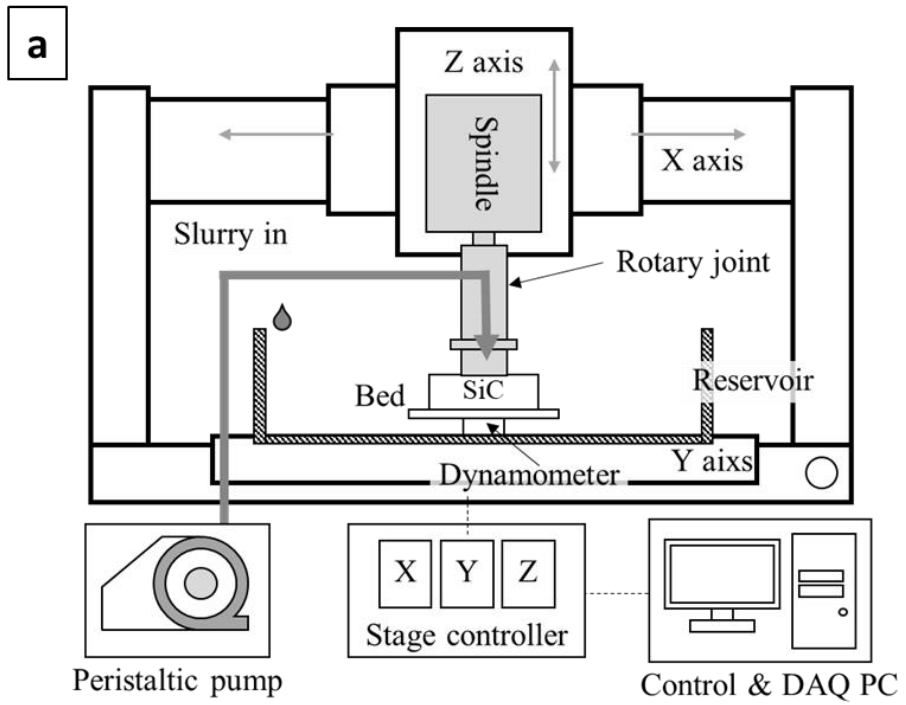 a
Z axis
Spindle
X axis
Slurry in
Rotary joint
SiC
Reservoir
Bed
Dynamometer
Y aixs
X
Y
Z
Stage controller
Peristaltic pump
Control & DAQ PC